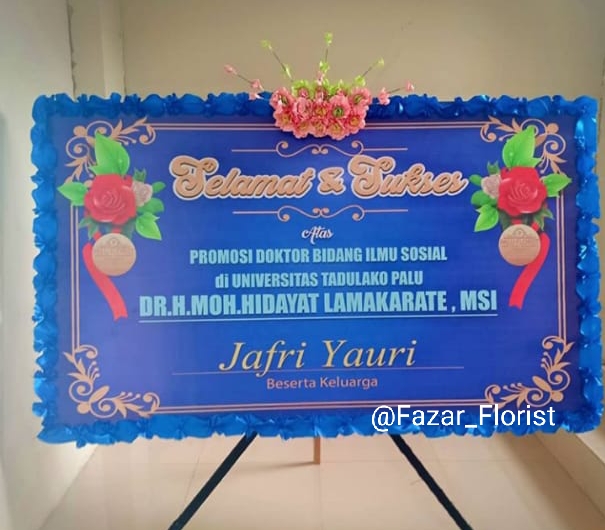 Selamat & Sukses
Atas
PROMOSI DOKTOR BIDANG ILMU SOSIAL
di UNIVERSITAS TADULAKO PALU
DR.H.MOH.HIDAYAT LAMAKARATE , MSI
Jafri Yauri
Beserta Keluarga
@Fazar_Florist